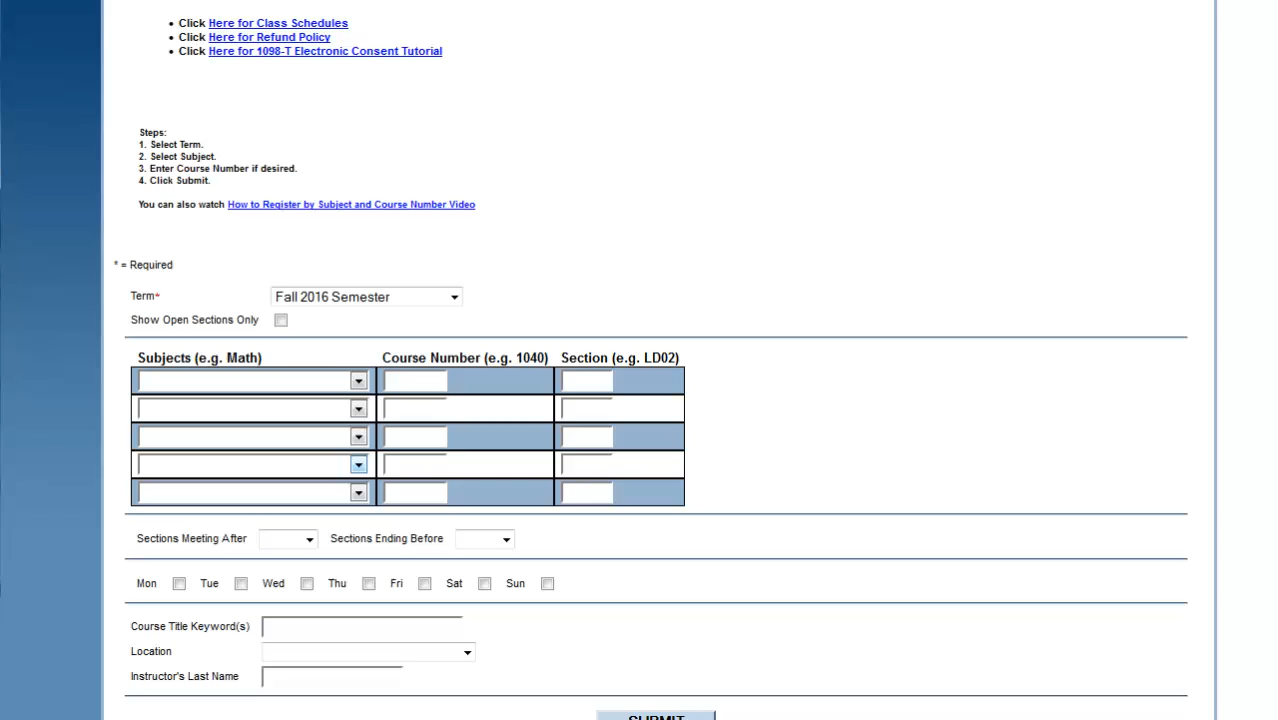 • Click Here for Class Schedules
• Click Here for Refund Policy
• Click Here for 1098-T Electronic Consent Tutorial
Steps:
1. Select Term.
2. Select Subject.
3. Enter Course Number if desired.
4. Click Submit.
You can also watch How to Register by Subject and Course Number Video
* = Required
Term* Fall 2016 Semester
Show Open Sections Only
Subjects (e.g. Math) Course Number (e.g. 1040) Section (e.g. LD02)
Sections Meeting After Sections Ending Before
Mon Tue Wed Thu Fri Sat Sun
Course Title Keyword(s)
Location
Instructor's Last Name
SUBMIT